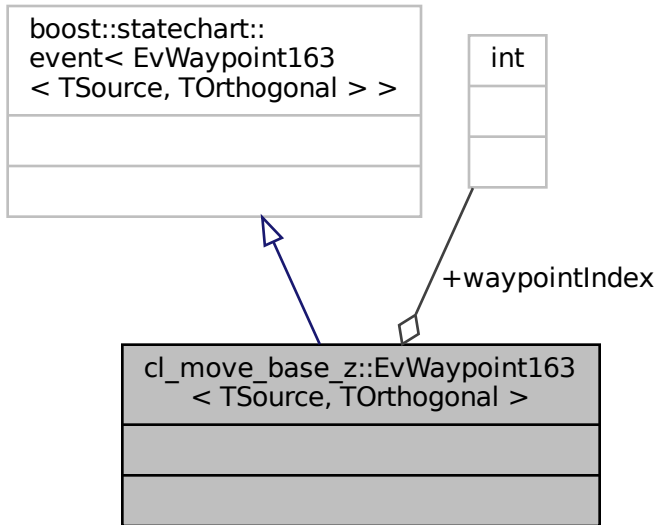 boost::statechart::
event< EvWaypoint163
< TSource, TOrthogonal > >
int
+waypointIndex
cl_move_base_z::EvWaypoint163
< TSource, TOrthogonal >